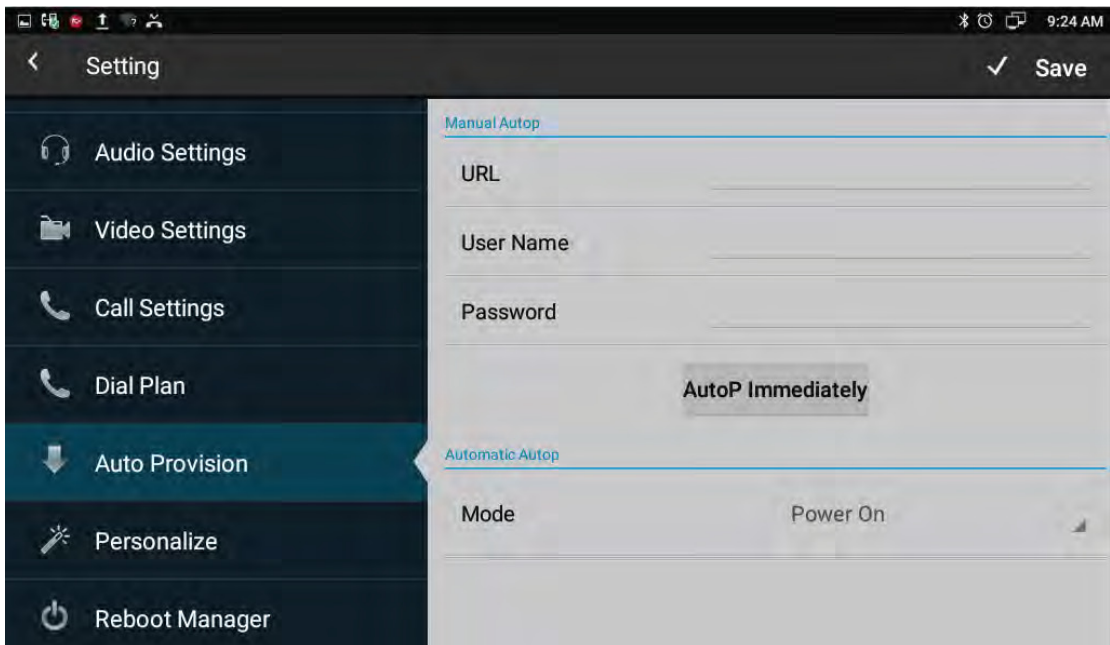 9:24 AM
Setting
Save
Audio Settings
Video Settings
Call Settings
Dial Plan
Auto Provision
Personalize
Reboot Manager
Manual Autop
URL
User Name
Password
AutoP Immediately
Automatic Autop
Mode Power On